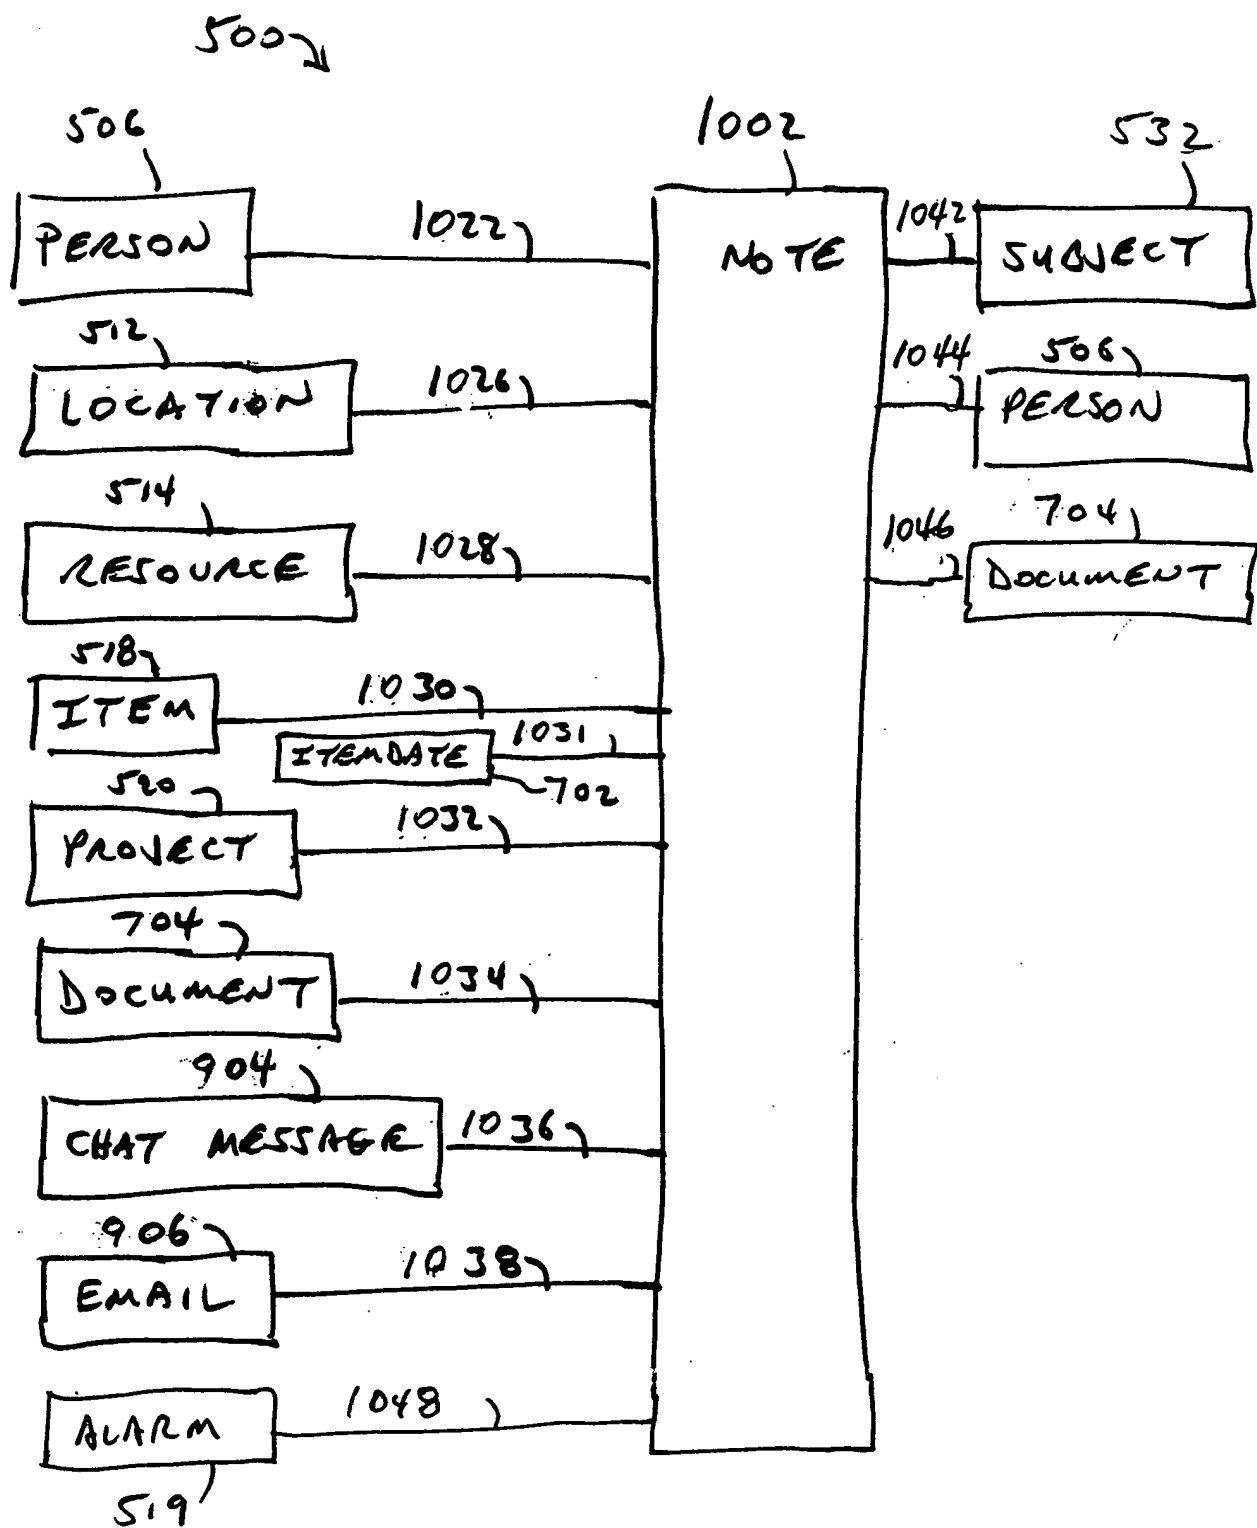 500
506
1002
532
PERSON
1022
NOTE
1042
SUBJECT
512
LOCATION
1026
1044
506
PERSON
514
RESOURCE
1028
1046
704
DOCUMENT
518
ITEM
1030
ITEMDATE
1031
702
520
PROJECT
1032
704
DOCUMENT
1034
904
CHAT MESSAGE
1036
906
EMAIL
1038
ALARM
1048
519